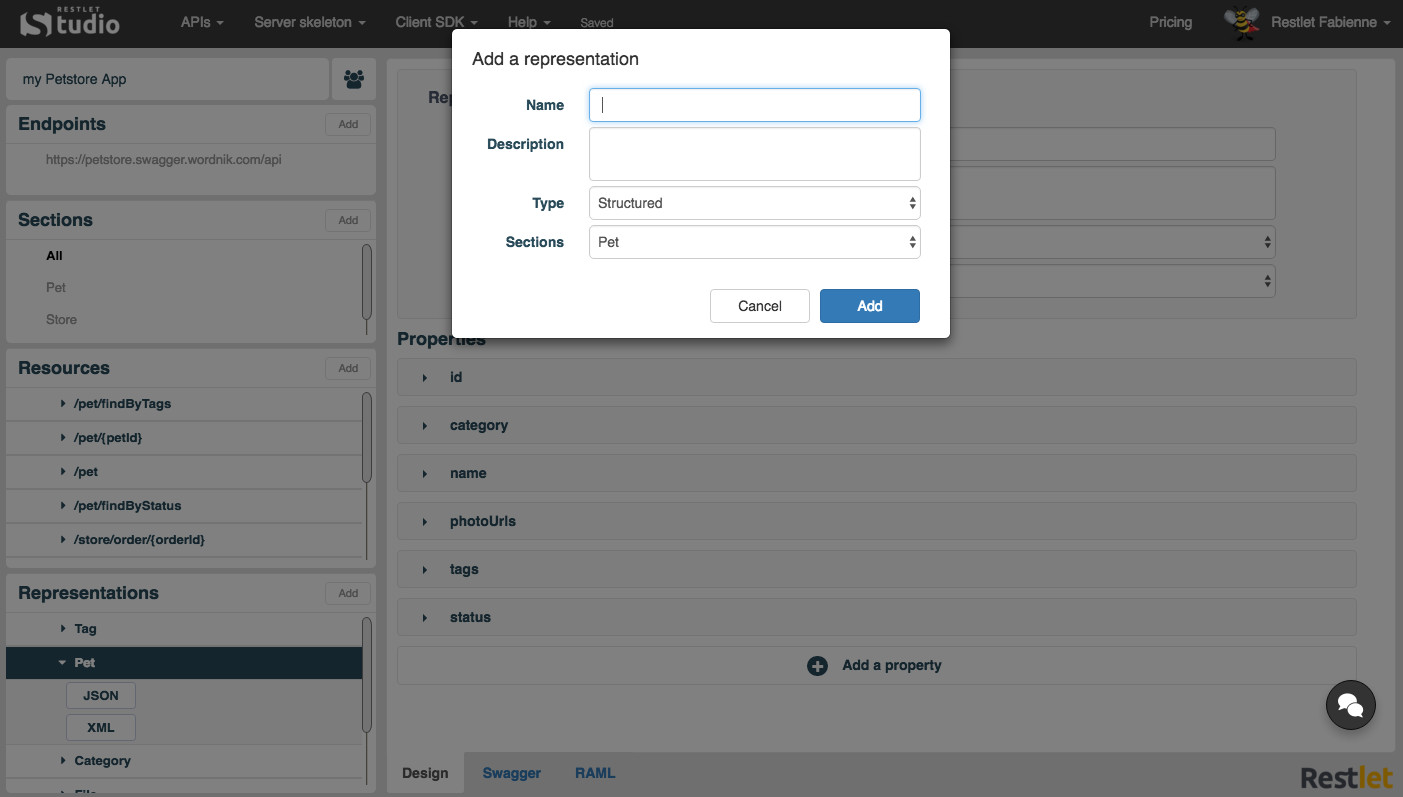 RESTLET
Studio
APIs
Server skeleton
Client SDK
Help
Saved
Pricing
Restlet Fabienne
my Petstore App
Endpoints
Add
https://petstore.swagger.wordnik.com/api
Sections
Add
All
Pet
Store
Resources
Add
/pet/findByTags
/pet/{petId}
/pet
/pet/findByStatus
/store/order/{orderId}
Representations
Add
Tag
Pet
JSON
XML
Category
Add a representation
Name
Description
Type
Structured
Sections
Pet
Cancel
Add
Properties
id
category
name
photoUrls
tags
status
Add a property
Design
Swagger
RAML
Restlet